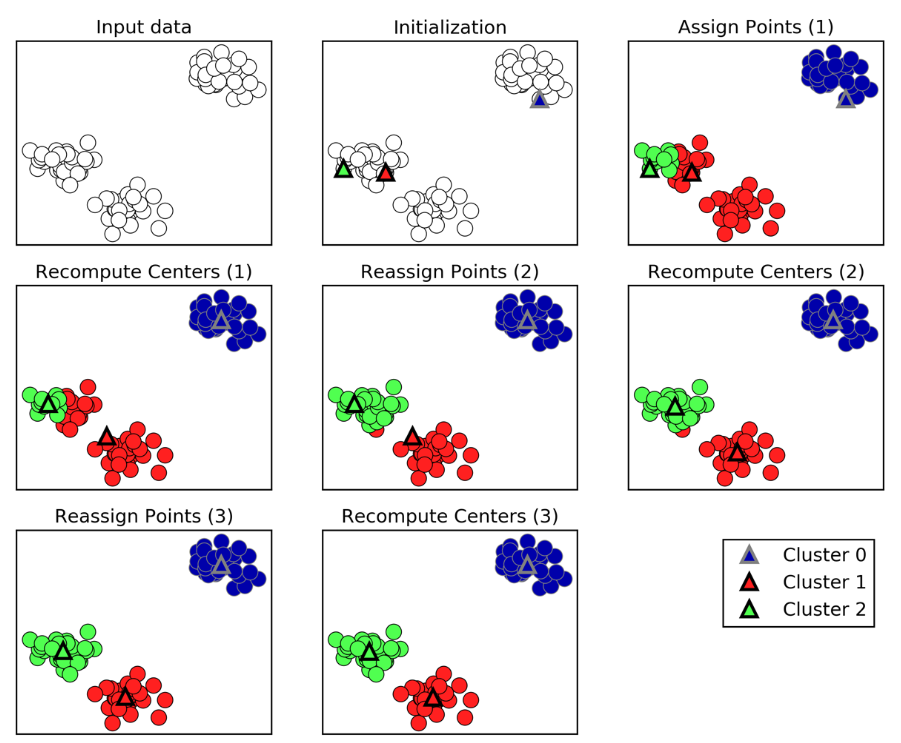 Input data
Initialization
Assign Points (1)
Recompute Centers (1)
Reassign Points (2)
Recompute Centers (2)
Reassign Points (3)
Recompute Centers (3)
Cluster 0
Cluster 1
Cluster 2